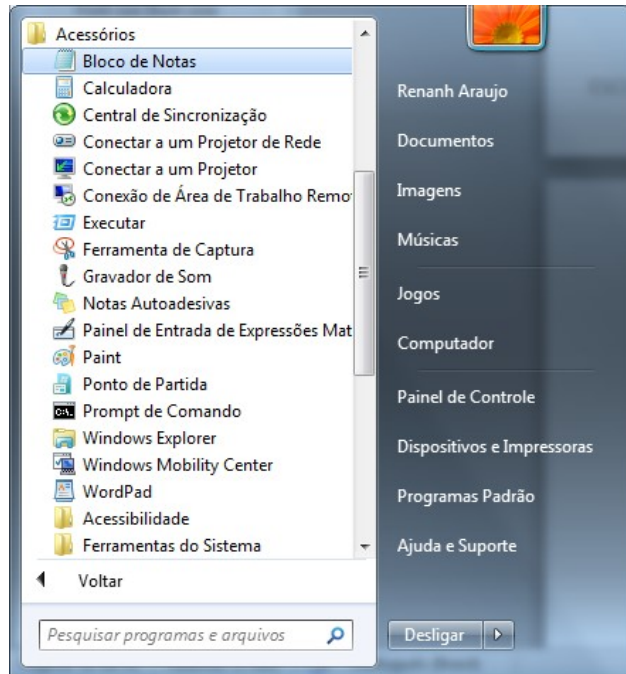 Acessórios
Bloco de Notas
Calculadora
Central de Sincronização
Conectar a um Projetor de Rede
Conectar a um Projetor
Conexão de Área de Trabalho Remo
Executar
Ferramenta de Captura
Gravador de Som
Notas Autoadesivas
Painel de Entrada de Expressões Mat
Paint
Ponto de Partida
Prompt de Comando
Windows Explorer
Windows Mobility Center
WordPad
Acessibilidade
Ferramentas do Sistema
Voltar
Pesquisar programas e arquivos
Renanh Araujo
Documentos
Imagens
Músicas
Jogos
Computador
Painel de Controle
Dispositivos e Impressoras
Programas Padrão
Ajuda e Suporte
Desligar